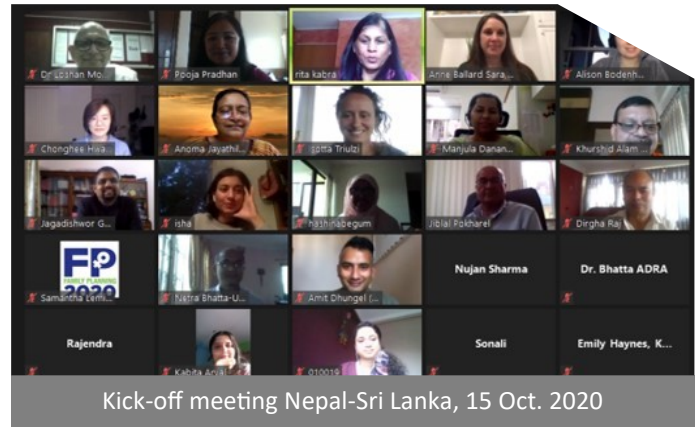 Dr Loshan Mo...
Pooja Pradhan
rita kabra
Anne Ballard Sara,...
Alison Bodenh...
Chonghee Hwa...
Anoma Jayathil...
Jotta Triulzi
Manjula Danan...
Khurshid Alam ...
Jagadishwor G...
isha
hashinabegum
Jiblal Pokharel
Dirgha Raj
FP
FAMILY PLANNING
2020
Samantha Lemi...
Netra Bhatta-U...
Amit Dhungel (...
Nujan Sharma
Dr. Bhatta ADRA
Rajendra
Kabita Aryal
010019
Sonali
Emily Haynes, K...
Kick-off meeting Nepal-Sri Lanka, 15 Oct. 2020